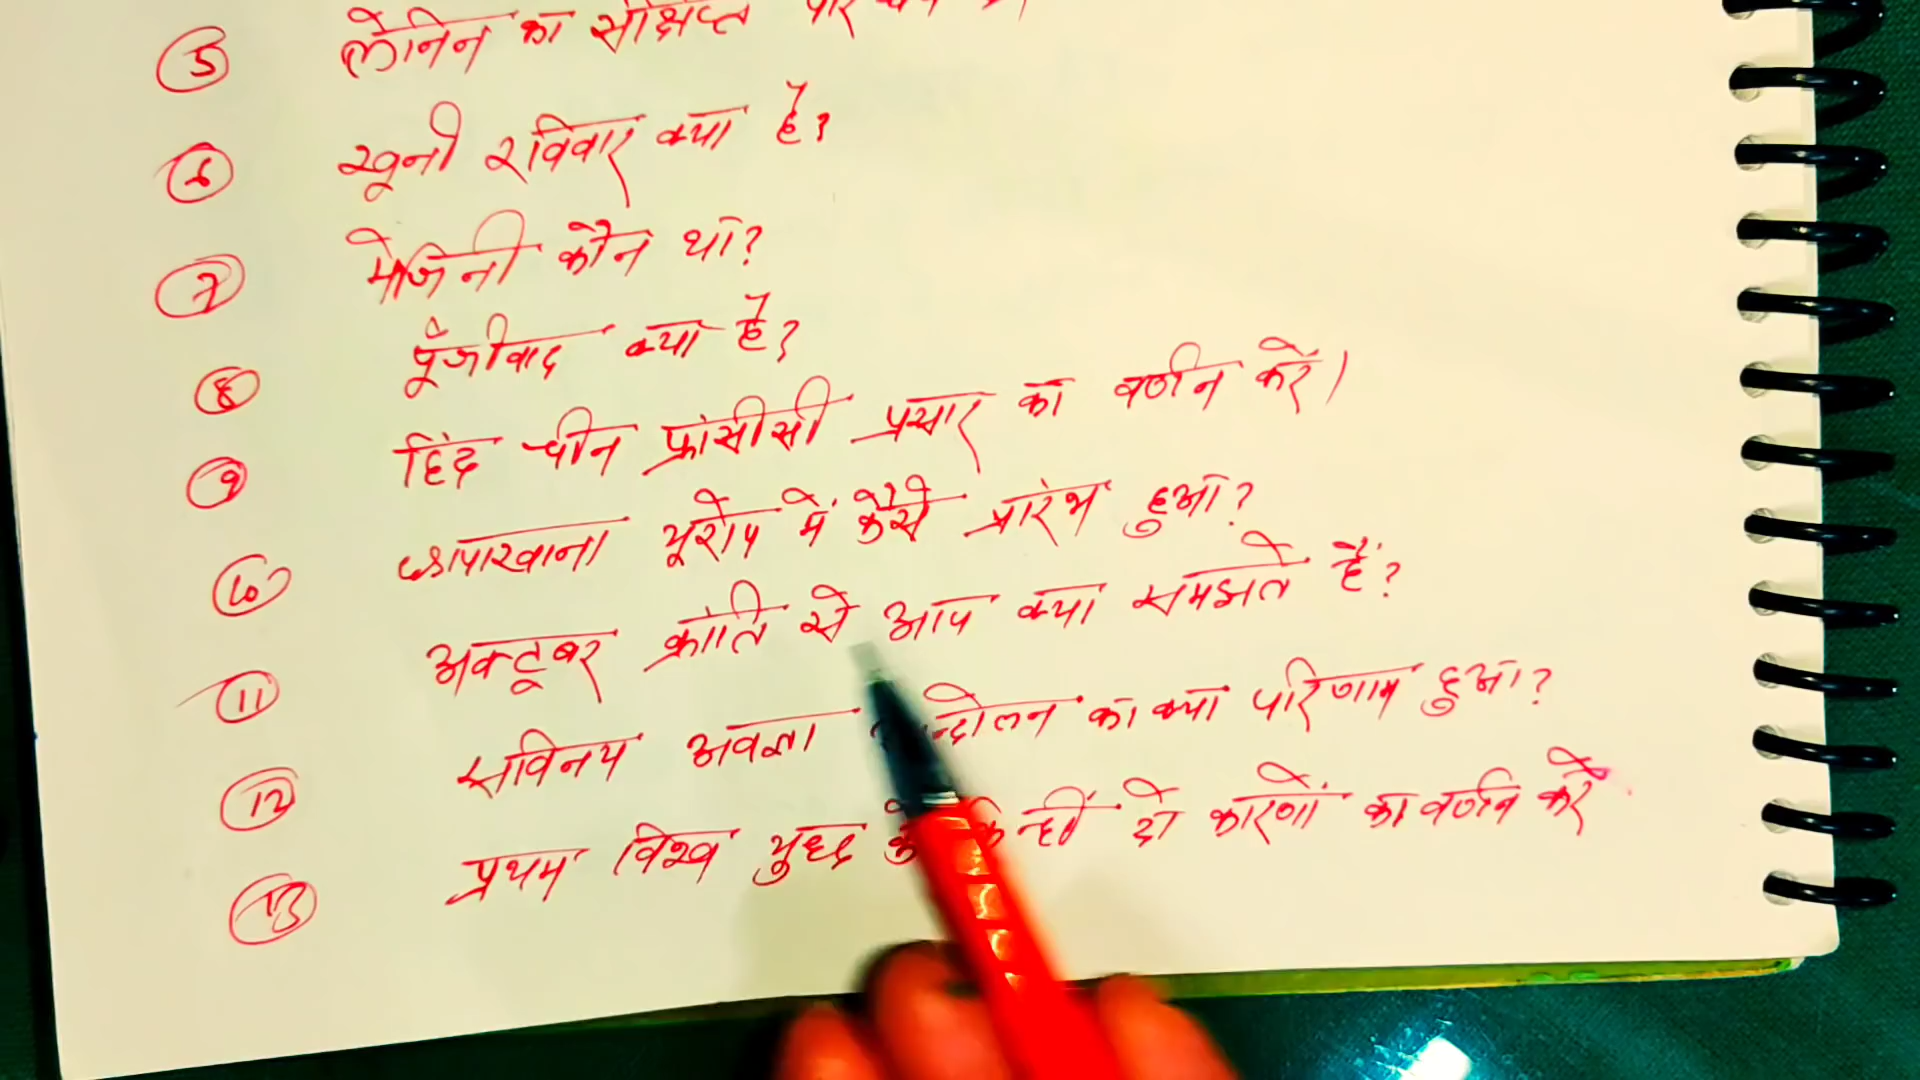 5 लेनिन का संक्षिप्त
6 खूनी रविवार क्या है?
7 मेजिनी कौन था?
8 पूँजीवाद क्या है?
9 हिंद चीन फ्रांसीसी प्रसार का वर्णन करें।
10 छापाखाना यूरोप में कैसे प्रारंभ हुआ?
11 अक्टूबर क्रांति से आप क्या समझते हैं?
12 सविनय अवज्ञा न्दोलन का क्या परिणाम हुआ?
13 प्रथम विश्व युध्द के किन्हीं दो कारणों का वर्णन करें